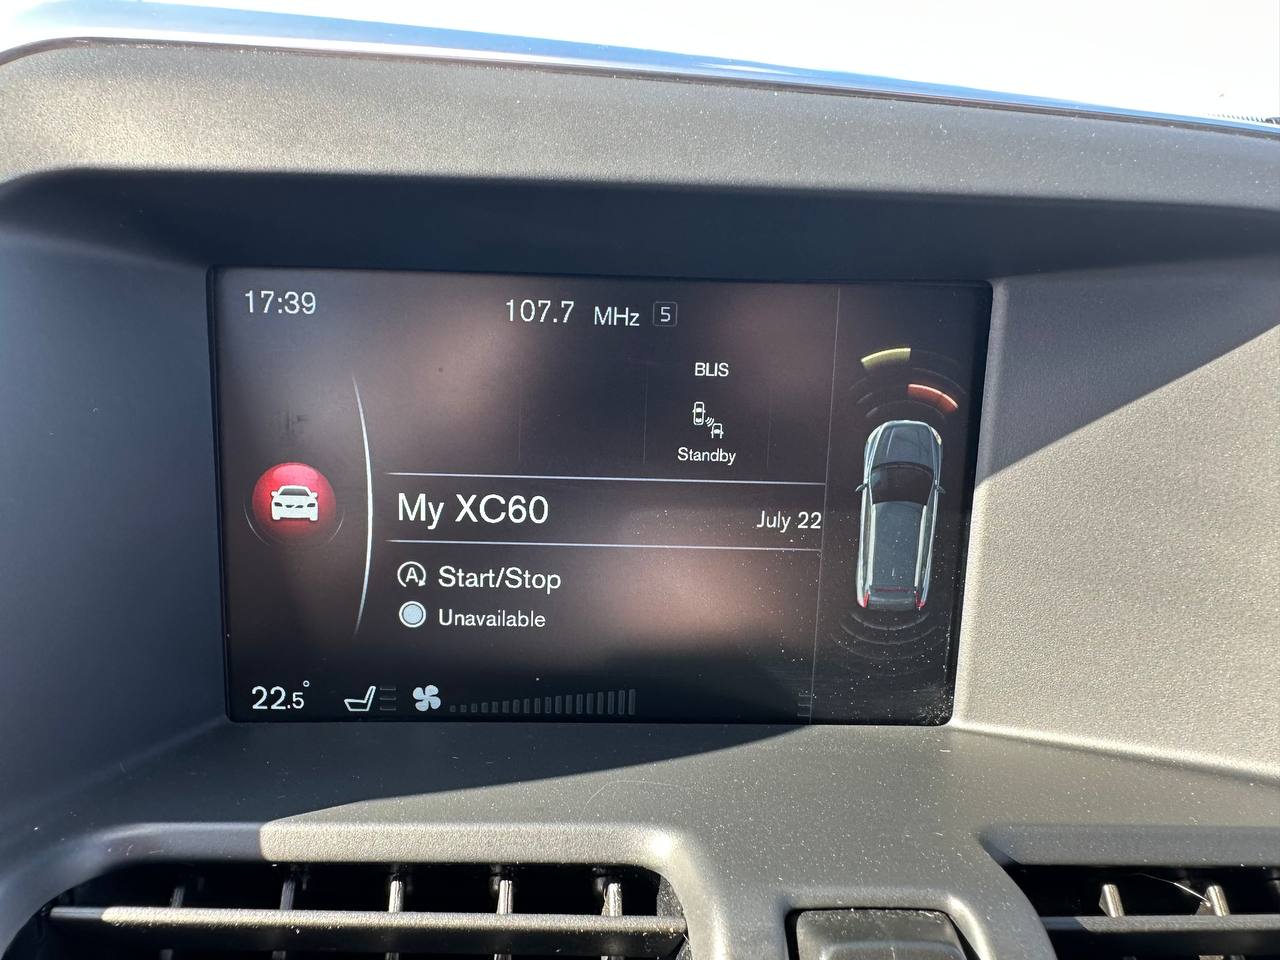 17:39
107.7 MHz 5
BLIS
Standby
My XC60
July 22
A Start/Stop
Unavailable
22.5°